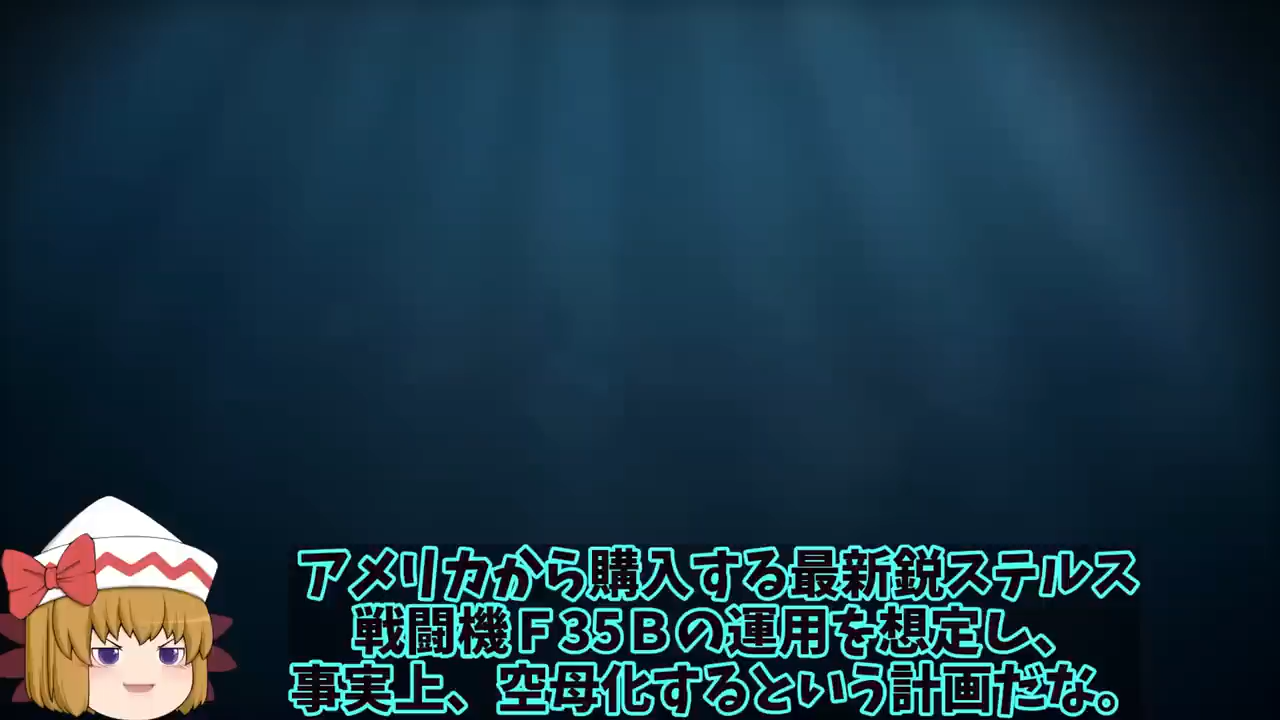 アメリカから購入する最新鋭ステルス
戦闘機Ｆ35Ｂの運用を想定し、
事実上、空母化するという計画だな。